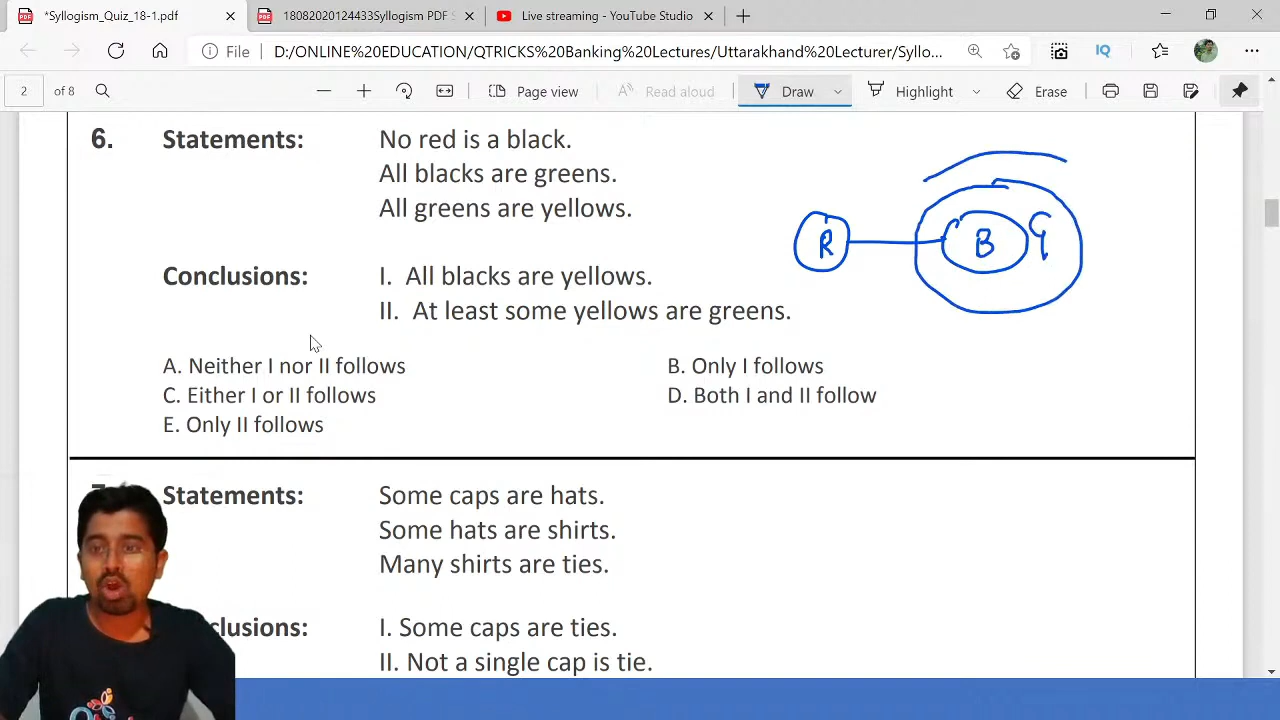 *Syllogism_Quiz_18-1.pdf
18082020124433Syllogism PDF S
Live streaming - YouTube Studio
File
D:/ONLINE%20EDUCATION/QTRICKS%20Banking%20Lectures/Uttarakhand%20Lecturer/Syllo...
IQ
2 of 8
Page view
Read aloud
Draw
Highlight
Erase
6. Statements: No red is a black.
All blacks are greens.
All greens are yellows.
R B G
Conclusions: I. All blacks are yellows.
II. At least some yellows are greens.
A. Neither I nor II follows B. Only I follows
C. Either I or II follows D. Both I and II follow
E. Only II follows
Statements: Some caps are hats.
Some hats are shirts.
Many shirts are ties.
clusions: I. Some caps are ties.
II. Not a single cap is tie.